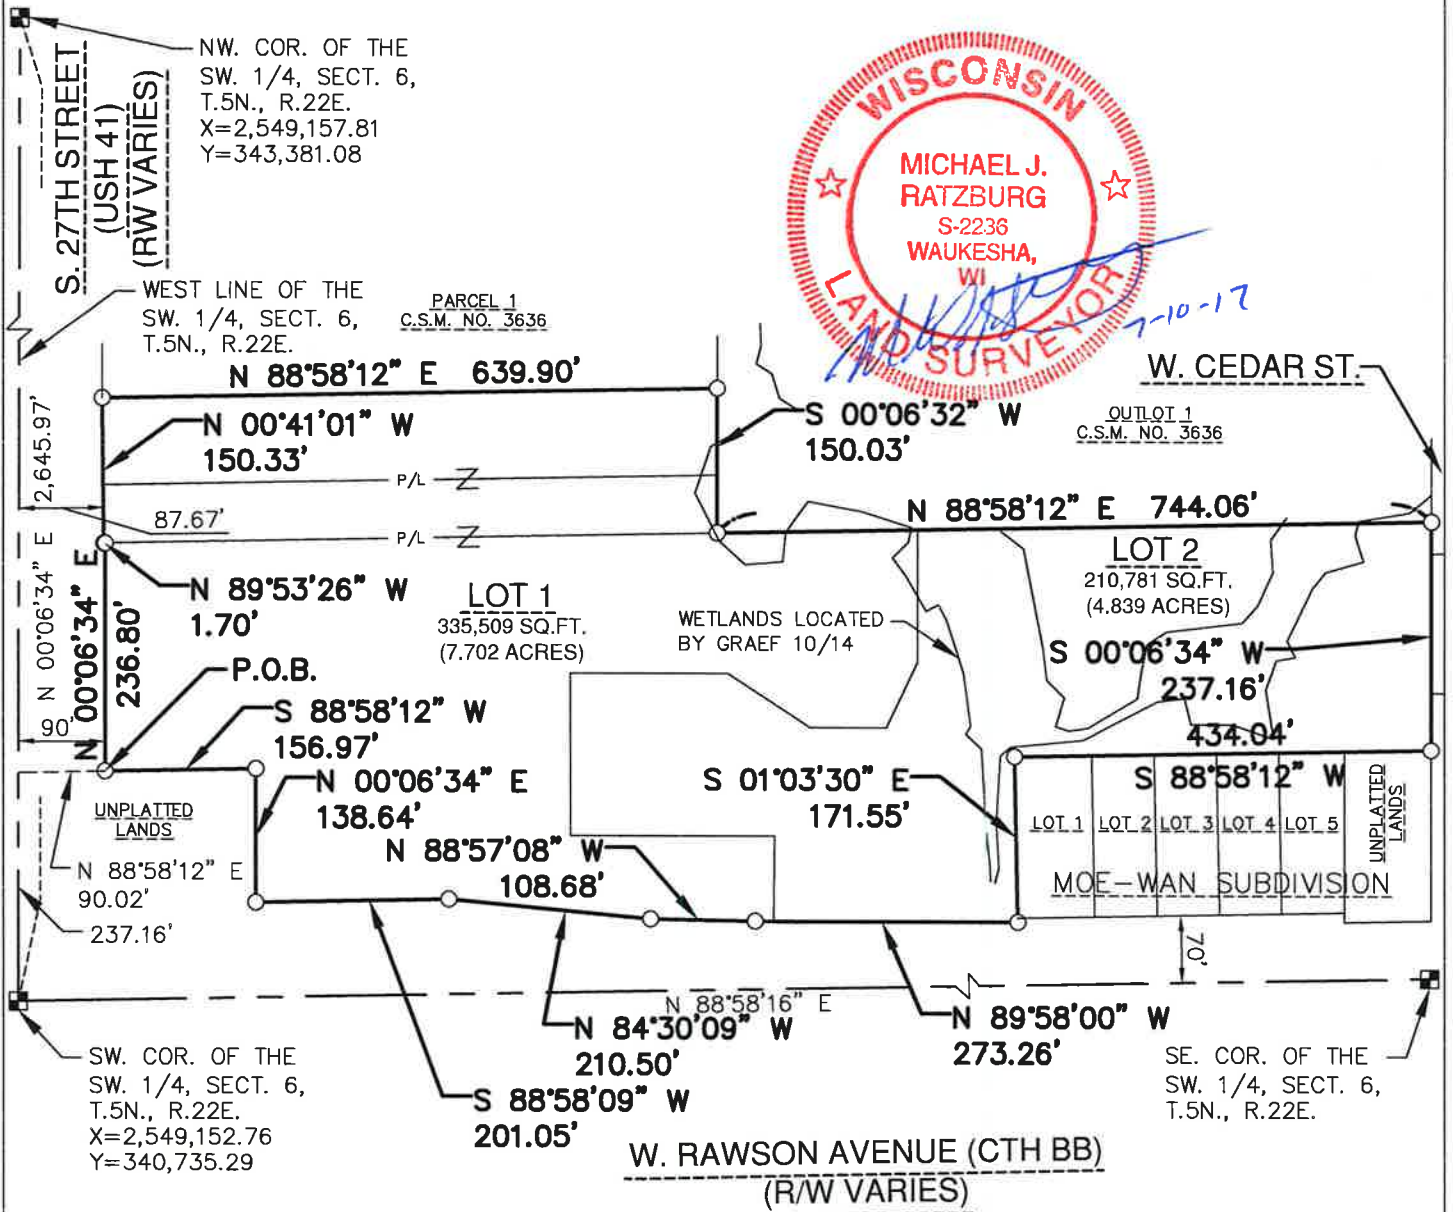 NW. COR. OF THE
SW. 1/4, SECT. 6,
T.5N., R.22E.
X=2,549,157.81
Y=343,381.08
S. 27TH STREET
(USH 41)
(RW VARIES)
WISCONSIN
MICHAEL J.
RATZBURG
S-2236
WAUKESHA,
WI
LAND SURVEYOR
7-10-17
WEST LINE OF THE
SW. 1/4, SECT. 6,
T.5N., R.22E.
PARCEL 1
C.S.M. NO. 3636
N 88°58'12" E 639.90'
W. CEDAR ST.
N 00°41'01" W
150.33'
S 00°06'32" W
150.03'
OUTLOT 1
C.S.M. NO. 3636
2,645.97'
N 00°06'34" E
P/L
87.67'
P/L
N 88°58'12" E 744.06'
LOT 2
210,781 SQ.FT.
(4.839 ACRES)
N 89°53'26" W
1.70'
LOT 1
335,509 SQ.FT.
(7.702 ACRES)
WETLANDS LOCATED
BY GRAEF 10/14
N 00°06'34" E
236.80'
S 00°06'34" W
237.16'
P.O.B.
90'
S 88°58'12" W
156.97'
434.04'
S 88°58'12" W
N 00°06'34" E
138.64'
S 01°03'30" E
171.55'
UNPLATTED
LANDS
UNPLATTED
LANDS
LOT 1
LOT 2
LOT 3
LOT 4
LOT 5
N 88°57'08" W
108.68'
N 88°58'12" E
90.02'
237.16'
MOE-WAN SUBDIVISION
70'
N 88°58'16" E
N 84°30'09" W
210.50'
N 89°58'00" W
273.26'
S 88°58'09" W
201.05'
SW. COR. OF THE
SW. 1/4, SECT. 6,
T.5N., R.22E.
X=2,549,152.76
Y=340,735.29
SE. COR. OF THE
SW. 1/4, SECT. 6,
T.5N., R.22E.
W. RAWSON AVENUE (CTH BB)
(R/W VARIES)